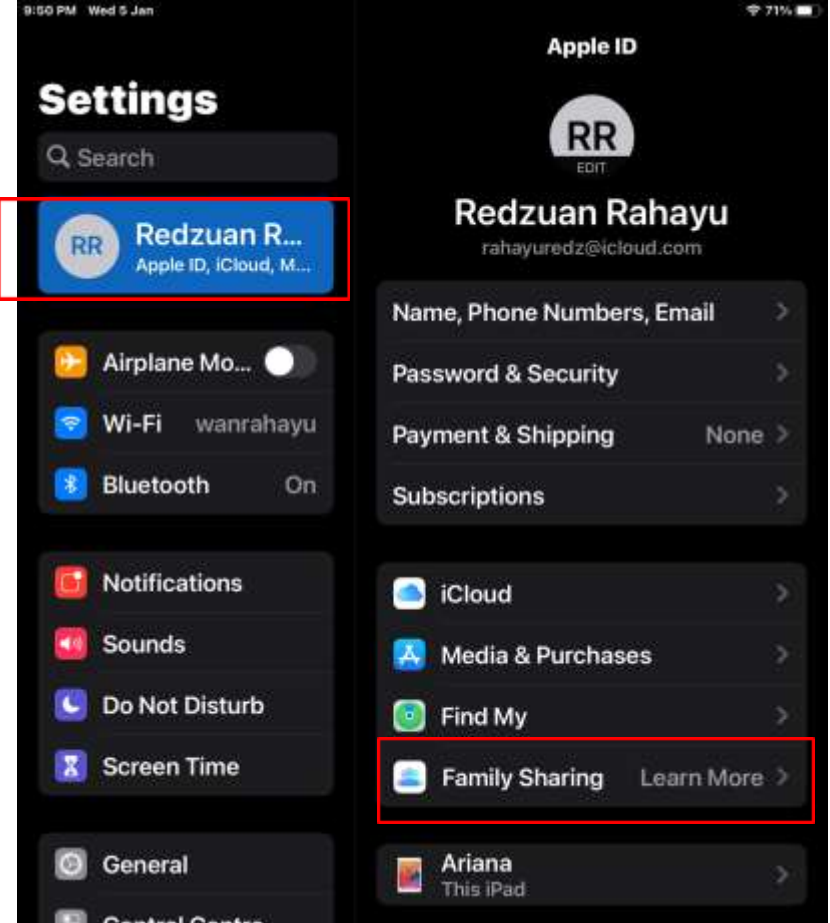 9:50 PM Wed 5 Jan
71%
Settings
Search
RR
Redzuan R...
Apple ID, iCloud, M...
Airplane Mo...
Wi-Fi wanrahayu
Bluetooth On
Notifications
Sounds
Do Not Disturb
Screen Time
General
Control Centre
Apple ID
RR
EDIT
Redzuan Rahayu
rahayuredz@icloud.com
Name, Phone Numbers, Email
Password & Security
Payment & Shipping None
Subscriptions
iCloud
Media & Purchases
Find My
Family Sharing Learn More
Ariana
This iPad